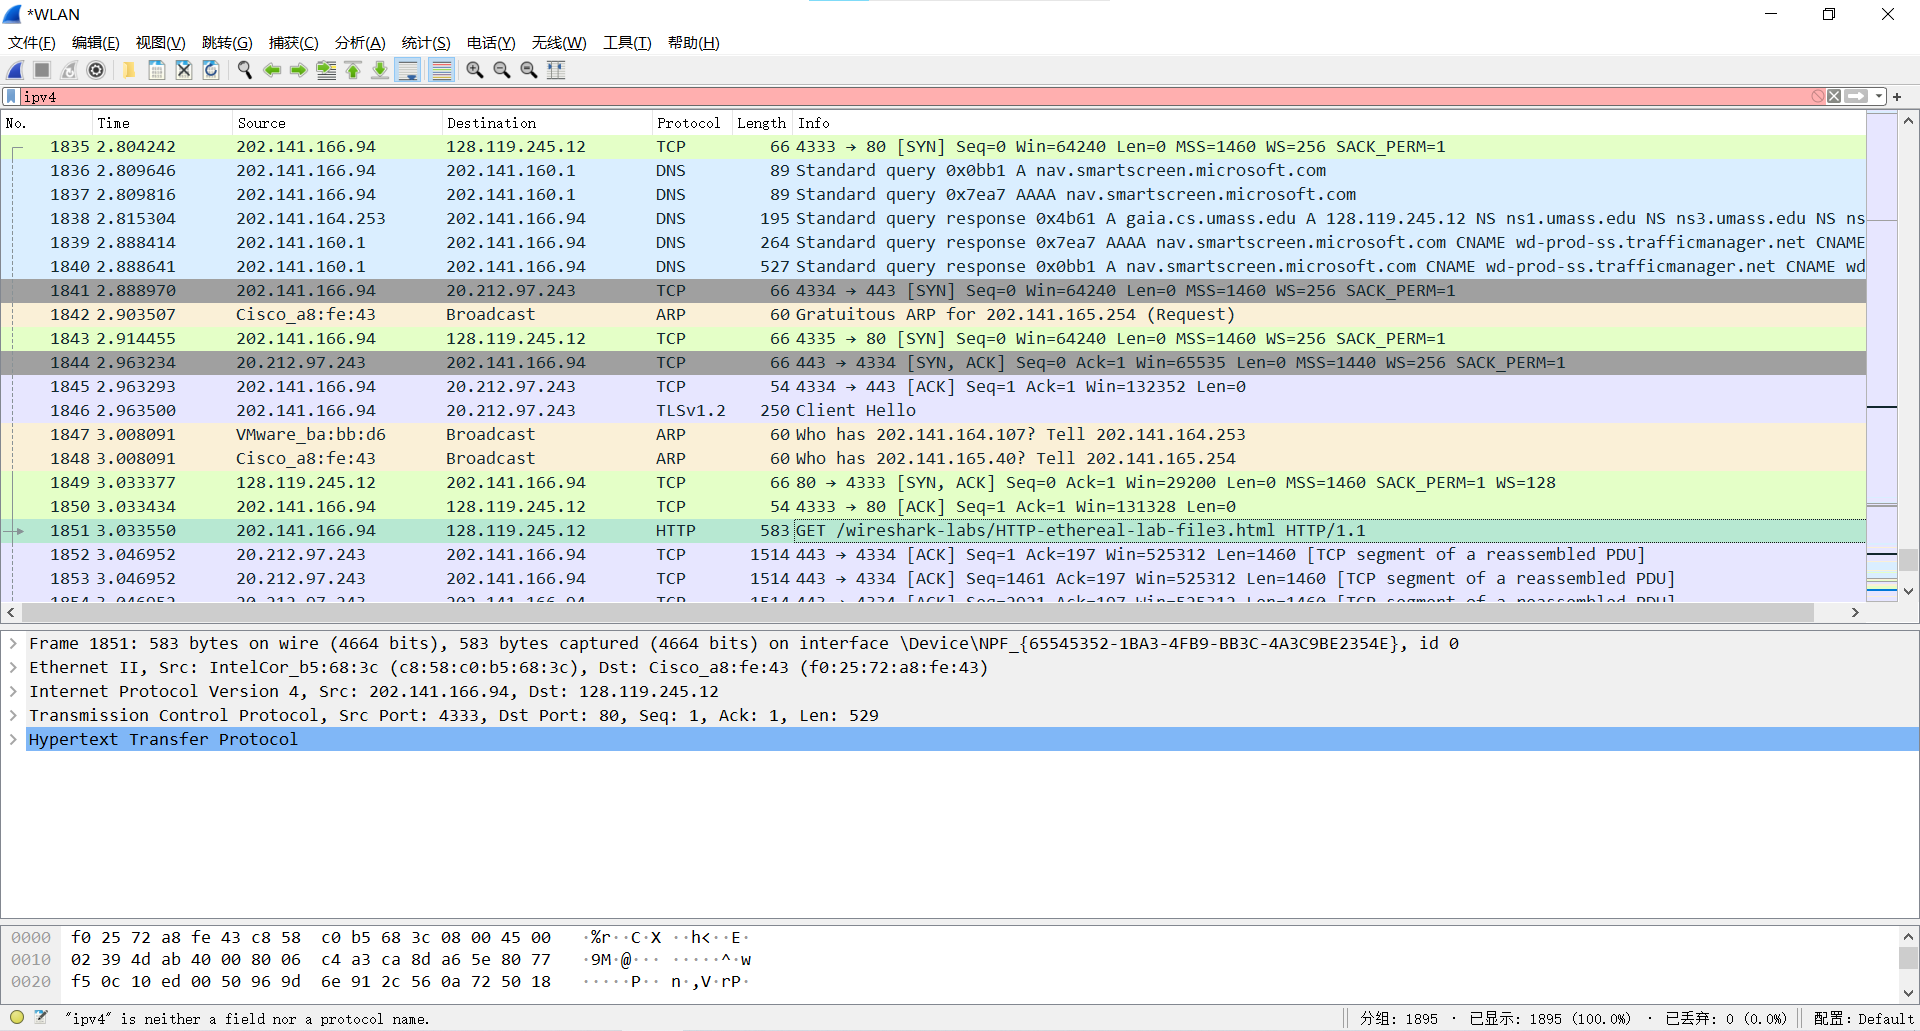 *WLAN
文件(F) 编辑(E) 视图(V) 跳转(G) 捕获(C) 分析(A) 统计(S) 电话(Y) 无线(W) 工具(T) 帮助(H)
ipv4
No. Time Source Destination Protocol Length Info
1835 2.804242 202.141.166.94 128.119.245.12 TCP 66 4333 → 80 [SYN] Seq=0 Win=64240 Len=0 MSS=1460 WS=256 SACK_PERM=1
1836 2.809646 202.141.166.94 202.141.160.1 DNS 89 Standard query 0x0bb1 A nav.smartscreen.microsoft.com
1837 2.809816 202.141.166.94 202.141.160.1 DNS 89 Standard query 0x7ea7 AAAA nav.smartscreen.microsoft.com
1838 2.815304 202.141.164.253 202.141.166.94 DNS 195 Standard query response 0x4b61 A gaia.cs.umass.edu A 128.119.245.12 NS ns1.umass.edu NS ns3.umass.edu NS ns
1839 2.888414 202.141.160.1 202.141.166.94 DNS 264 Standard query response 0x7ea7 AAAA nav.smartscreen.microsoft.com CNAME wd-prod-ss.trafficmanager.net CNAME
1840 2.888641 202.141.160.1 202.141.166.94 DNS 527 Standard query response 0x0bb1 A nav.smartscreen.microsoft.com CNAME wd-prod-ss.trafficmanager.net CNAME wd
1841 2.888970 202.141.166.94 20.212.97.243 TCP 66 4334 → 443 [SYN] Seq=0 Win=64240 Len=0 MSS=1460 WS=256 SACK_PERM=1
1842 2.903507 Cisco_a8:fe:43 Broadcast ARP 60 Gratuitous ARP for 202.141.165.254 (Request)
1843 2.914455 202.141.166.94 128.119.245.12 TCP 66 4335 → 80 [SYN] Seq=0 Win=64240 Len=0 MSS=1460 WS=256 SACK_PERM=1
1844 2.963234 20.212.97.243 202.141.166.94 TCP 66 443 → 4334 [SYN, ACK] Seq=0 Ack=1 Win=65535 Len=0 MSS=1440 WS=256 SACK_PERM=1
1845 2.963293 202.141.166.94 20.212.97.243 TCP 54 4334 → 443 [ACK] Seq=1 Ack=1 Win=132352 Len=0
1846 2.963500 202.141.166.94 20.212.97.243 TLSv1.2 250 Client Hello
1847 3.008091 VMware_ba:bb:d6 Broadcast ARP 60 Who has 202.141.164.107? Tell 202.141.164.253
1848 3.008091 Cisco_a8:fe:43 Broadcast ARP 60 Who has 202.141.165.40? Tell 202.141.165.254
1849 3.033377 128.119.245.12 202.141.166.94 TCP 66 80 → 4333 [SYN, ACK] Seq=0 Ack=1 Win=29200 Len=0 MSS=1460 SACK_PERM=1 WS=128
1850 3.033434 202.141.166.94 128.119.245.12 TCP 54 4333 → 80 [ACK] Seq=1 Ack=1 Win=131328 Len=0
1851 3.033550 202.141.166.94 128.119.245.12 HTTP 583 GET /wireshark-labs/HTTP-ethereal-lab-file3.html HTTP/1.1
1852 3.046952 20.212.97.243 202.141.166.94 TCP 1514 443 → 4334 [ACK] Seq=1 Ack=197 Win=525312 Len=1460 [TCP segment of a reassembled PDU]
1853 3.046952 20.212.97.243 202.141.166.94 TCP 1514 443 → 4334 [ACK] Seq=1461 Ack=197 Win=525312 Len=1460 [TCP segment of a reassembled PDU]
1854 3.046952 20.212.97.243 202.141.166.94 TCP 1514 443 → 4334 [ACK] Seq=2921 Ack=197 Win=525312 Len=1460 [TCP segment of a reassembled PDU]
Frame 1851: 583 bytes on wire (4664 bits), 583 bytes captured (4664 bits) on interface \Device\NPF_{65545352-1BA3-4FB9-BB3C-4A3C9BE2354E}, id 0
Ethernet II, Src: IntelCor_b5:68:3c (c8:58:c0:b5:68:3c), Dst: Cisco_a8:fe:43 (f0:25:72:a8:fe:43)
Internet Protocol Version 4, Src: 202.141.166.94, Dst: 128.119.245.12
Transmission Control Protocol, Src Port: 4333, Dst Port: 80, Seq: 1, Ack: 1, Len: 529
Hypertext Transfer Protocol
0000 f0 25 72 a8 fe 43 c8 58 c0 b5 68 3c 08 00 45 00 ·%r··C·X ··h<··E·
0010 02 39 4d ab 40 00 80 06 c4 a3 ca 8d a6 5e 80 77 ·9M·@··· ·····^·w
0020 f5 0c 10 ed 00 50 96 9d 6e 91 2c 56 0a 72 50 18 ·····P·· n·,V·rP·
"ipv4" is neither a field nor a protocol name. 分组: 1895 · 已显示: 1895 (100.0%) · 已丢弃: 0 (0.0%) 配置: Default